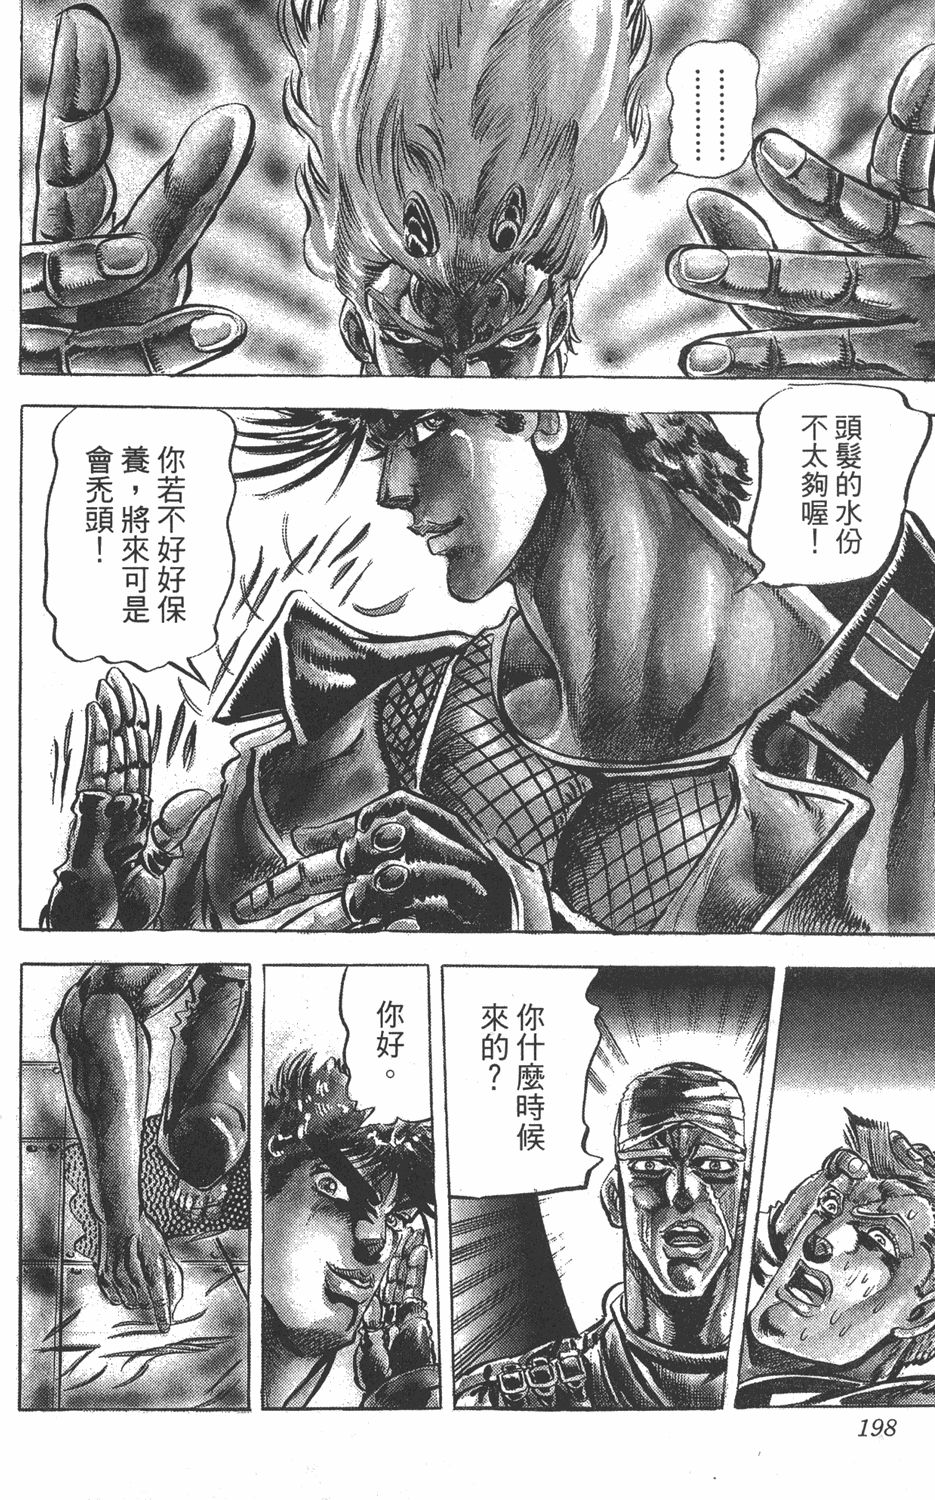 ⋯⋯⋯⋯
⋯⋯⋯⋯
頭髮的水份
不太夠喔！
你若不好好保
養，將來可是
會禿頭！
你什麼時候
來的？
你好。
198